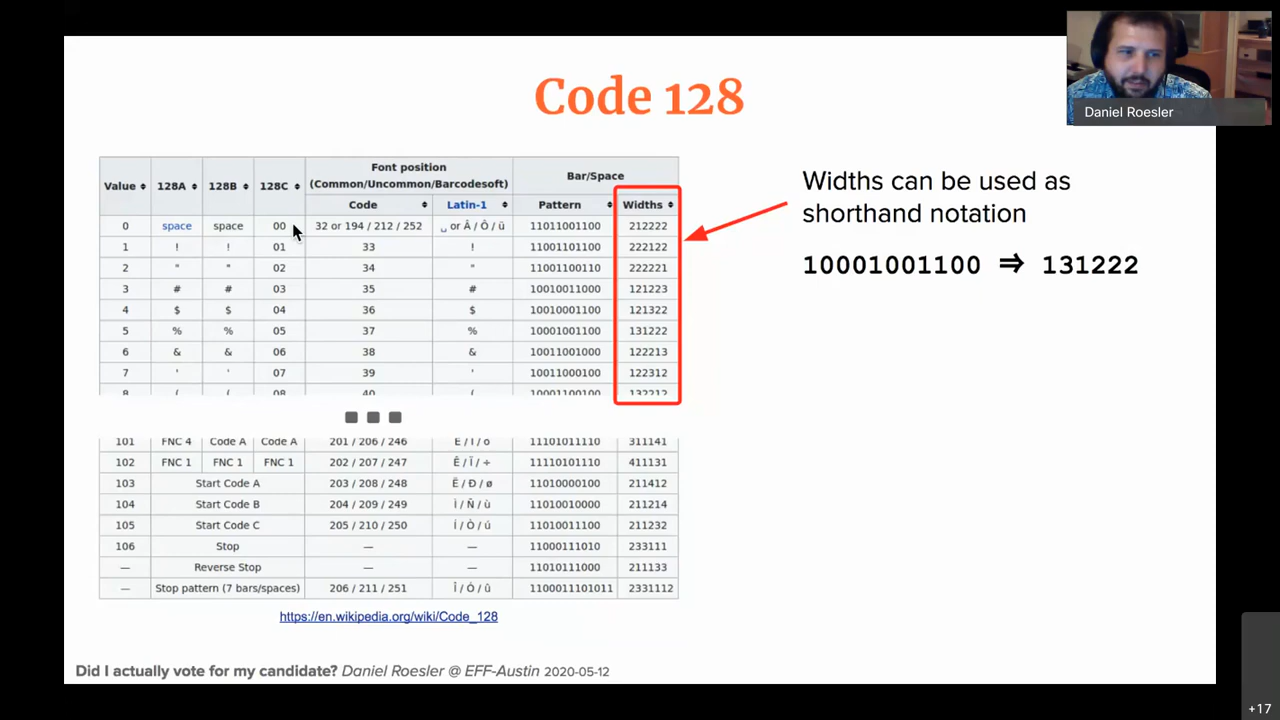 Code 128
Daniel Roesler
Value 128A 128B 128C Font position (Common/Uncommon/Barcodesoft) Bar/Space
Code Latin-1 Pattern Widths
0 space space 00 32 or 194 / 212 / 252 ␣ or Â / Ô / ü 11011001100 212222
1 ! ! 01 33 ! 11001101100 222122
2 " " 02 34 " 11001100110 222221
3 # # 03 35 # 10010011000 121223
4 $ $ 04 36 $ 10010001100 121322
5 % % 05 37 % 10001001100 131222
6 & & 06 38 & 10011001000 122213
7 ' ' 07 39 ' 10011000100 122312
8 ( ( 08 40 ( 10001100100 132212
101 FNC 4 Code A Code A 201 / 206 / 246 É / Î / ö 11101011110 311141
102 FNC 1 FNC 1 FNC 1 202 / 207 / 247 Ê / Ï / ÷ 11110101110 411131
103 Start Code A 203 / 208 / 248 Ë / Ð / ø 11010000100 211412
104 Start Code B 204 / 209 / 249 Ì / Ñ / ù 11010010000 211214
105 Start Code C 205 / 210 / 250 Í / Ò / ú 11010011100 211232
106 Stop — — 11000111010 233111
— Reverse Stop — — 11010111000 211133
— Stop pattern (7 bars/spaces) 206 / 211 / 251 Î / Ó / û 1100011101011 2331112
https://en.wikipedia.org/wiki/Code_128
Widths can be used as
shorthand notation
10001001100 ⇒ 131222
Did I actually vote for my candidate? Daniel Roesler @ EFF-Austin 2020-05-12
+17